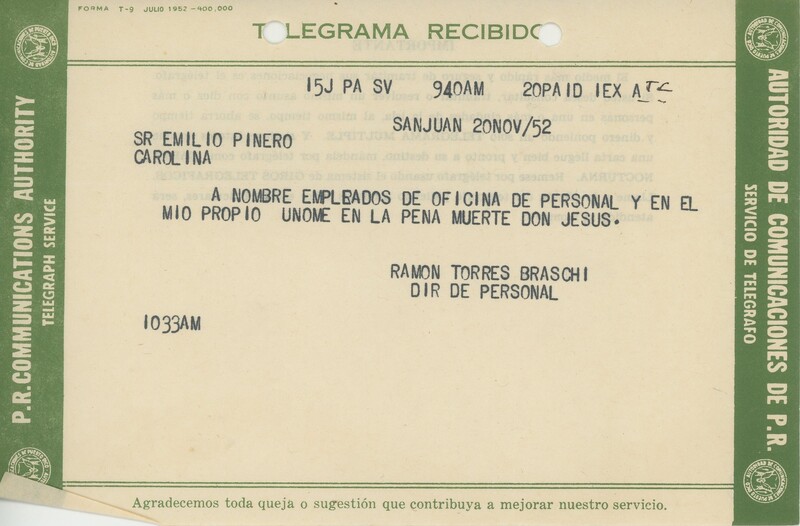 FORMA T-9 JULIO 1952-400,000
TELEGRAMA RECIBIDO
15J PA SV 940AM 20PAID 1EX A TC
SANJUAN 20NOV/52
SR EMILIO PINERO
CAROLINA
A NOMBRE EMPLEADOS DE OFICINA DE PERSONAL Y EN EL
MIO PROPIO UNOME EN LA PENA MUERTE DON JESUS.
RAMON TORRES BRASCHI
DIR DE PERSONAL
1033AM
Agradecemos toda queja o sugestión que contribuya a mejorar nuestro servicio.
P.R. COMMUNICATIONS AUTHORITY
TELEGRAPH SERVICE
AUTORIDAD DE COMUNICACIONES DE P.R.
SERVICIO DE TELEGRAFO